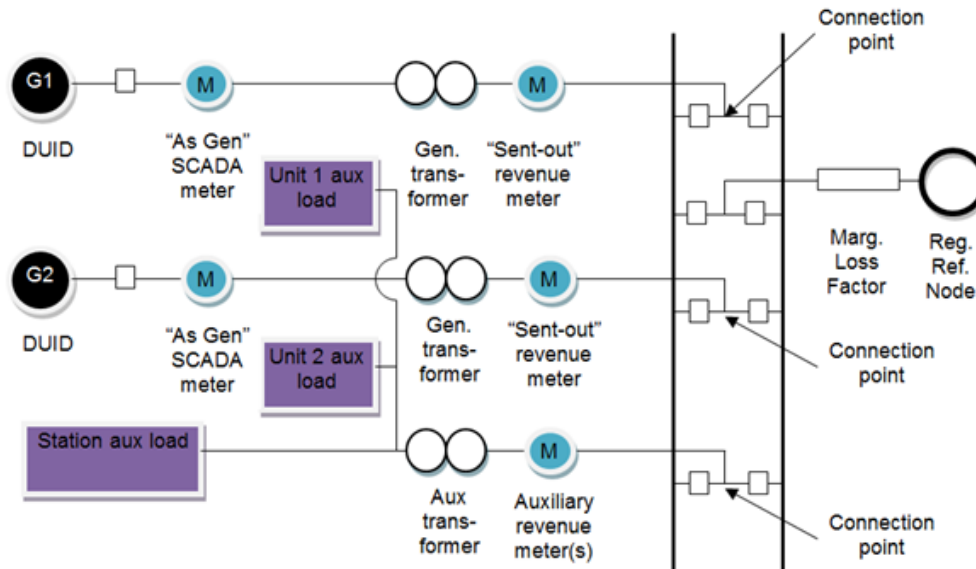 Connection
point
G1
M
M
DUID
"As Gen"
SCADA
meter
Gen.
trans-
former
"Sent-out"
revenue
meter
Unit 1 aux
load
Marg.
Loss
Factor
Reg.
Ref.
Node
G2
M
M
DUID
"As Gen"
SCADA
meter
Gen.
trans-
former
"Sent-out"
revenue
meter
Connection
point
Unit 2 aux
load
Station aux load
M
Aux
trans-
former
Auxiliary
revenue
meter(s)
Connection
point